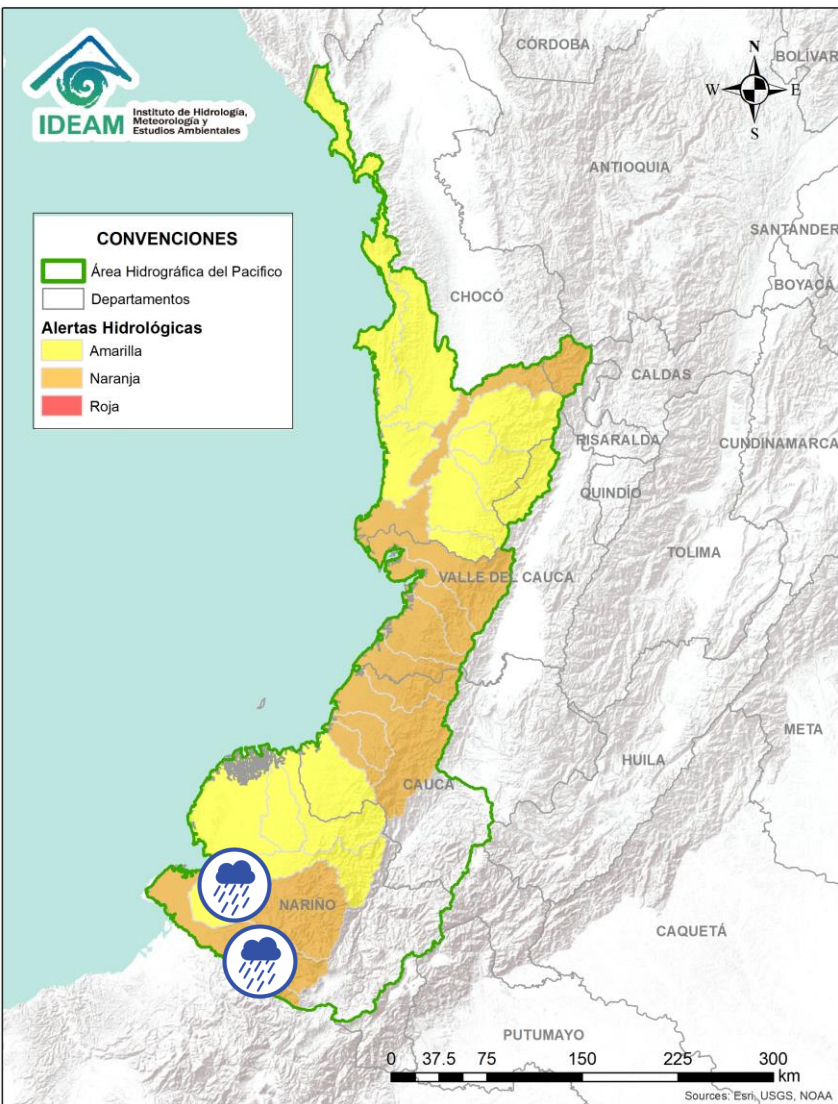 IDEAM
Instituto de Hidrología,
Meteorología y
Estudios Ambientales
CÓRDOBA
BOLÍVAR
N
W
E
S
ANTIOQUIA
SANTANDER
BOYACÁ
CONVENCIONES
Área Hidrográfica del Pacifico
Departamentos
Alertas Hidrológicas
Amarilla
Naranja
Roja
CHOCÓ
CALDAS
RISARALDA
CUNDINAMARCA
QUINDÍO
TOLIMA
VALLE DEL CAUCA
META
HUILA
CAUCA
NARIÑO
CAQUETÁ
PUTUMAYO
0 37.5 75 150 225 300
km
Sources: Esri, USGS, NOAA